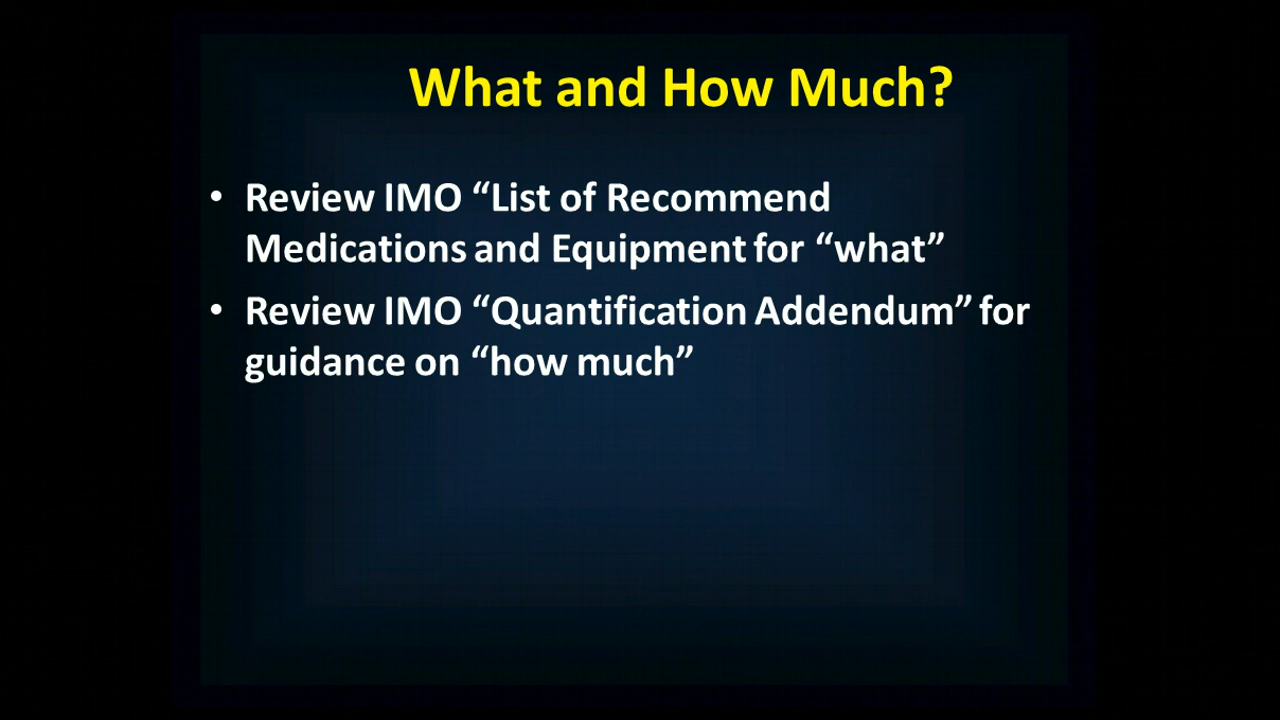 What and How Much?
• Review IMO “List of Recommend
Medications and Equipment for “what”
• Review IMO “Quantification Addendum” for
guidance on “how much”